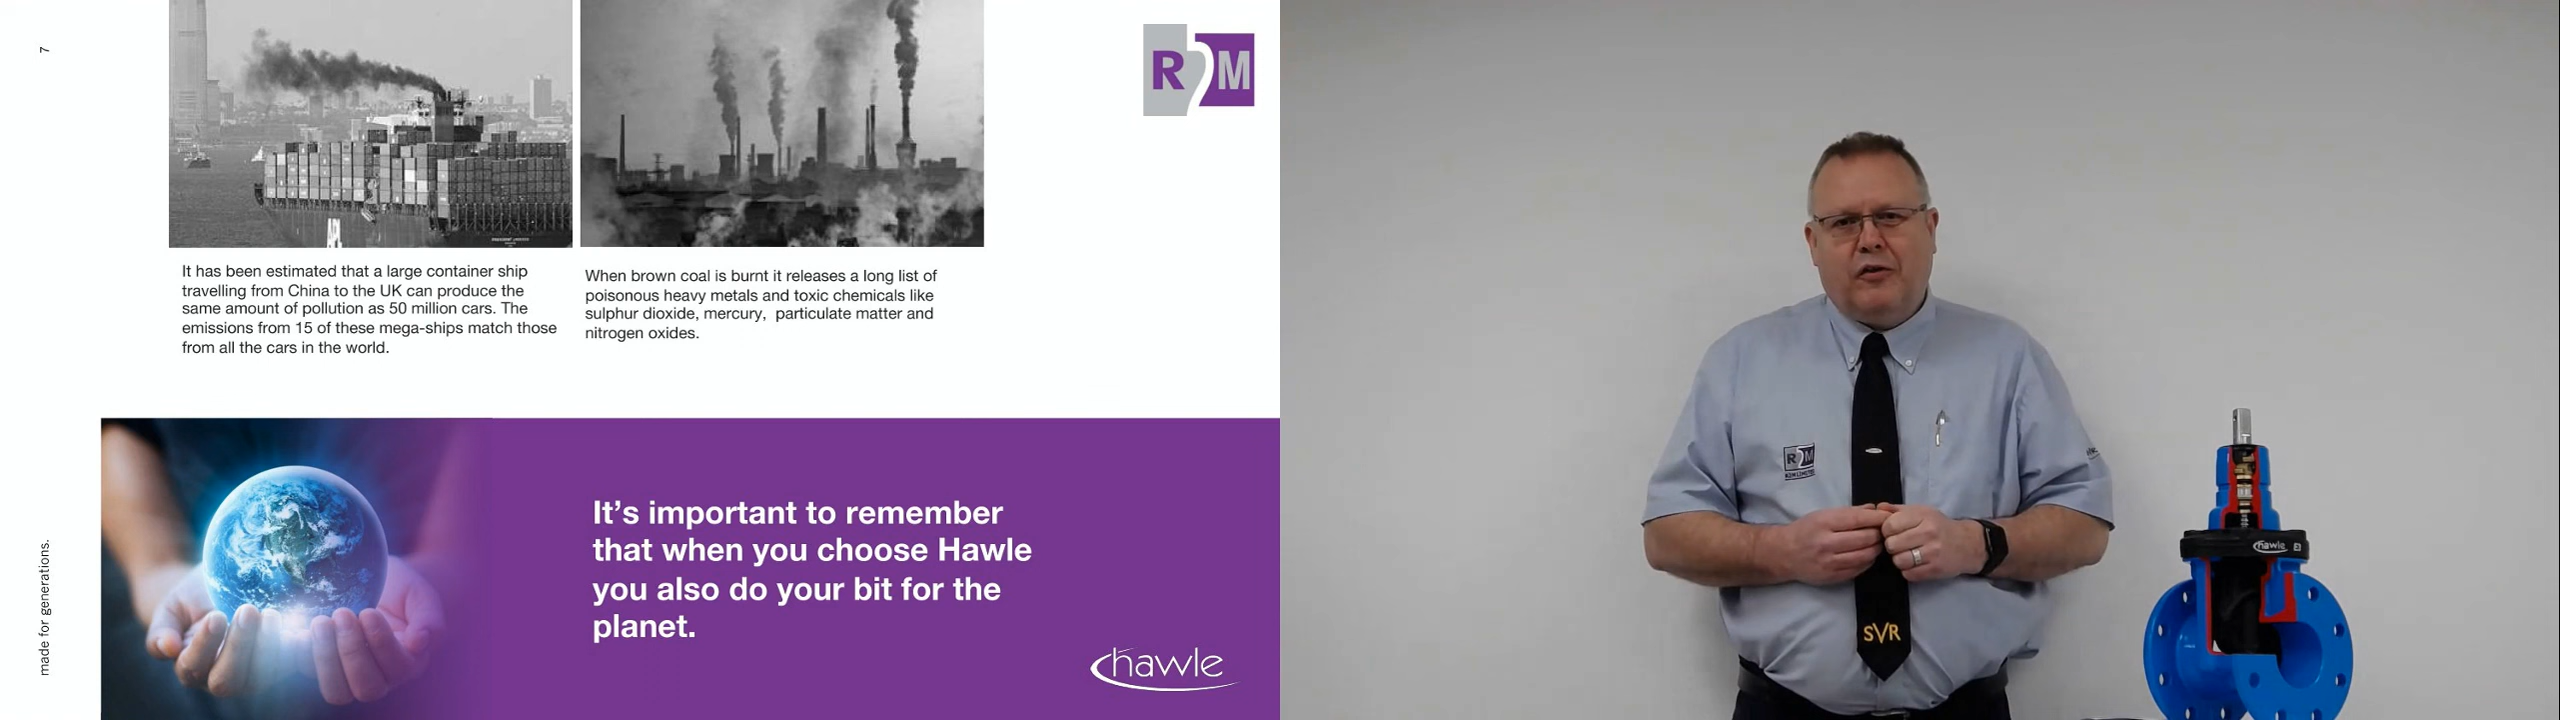 7
made for generations.
R2M
It has been estimated that a large container ship
travelling from China to the UK can produce the
same amount of pollution as 50 million cars. The
emissions from 15 of these mega-ships match those
from all the cars in the world.
When brown coal is burnt it releases a long list of
poisonous heavy metals and toxic chemicals like
sulphur dioxide, mercury, particulate matter and
nitrogen oxides.
It's important to remember
that when you choose Hawle
you also do your bit for the
planet.
hawle
R2M
SVR
hawle